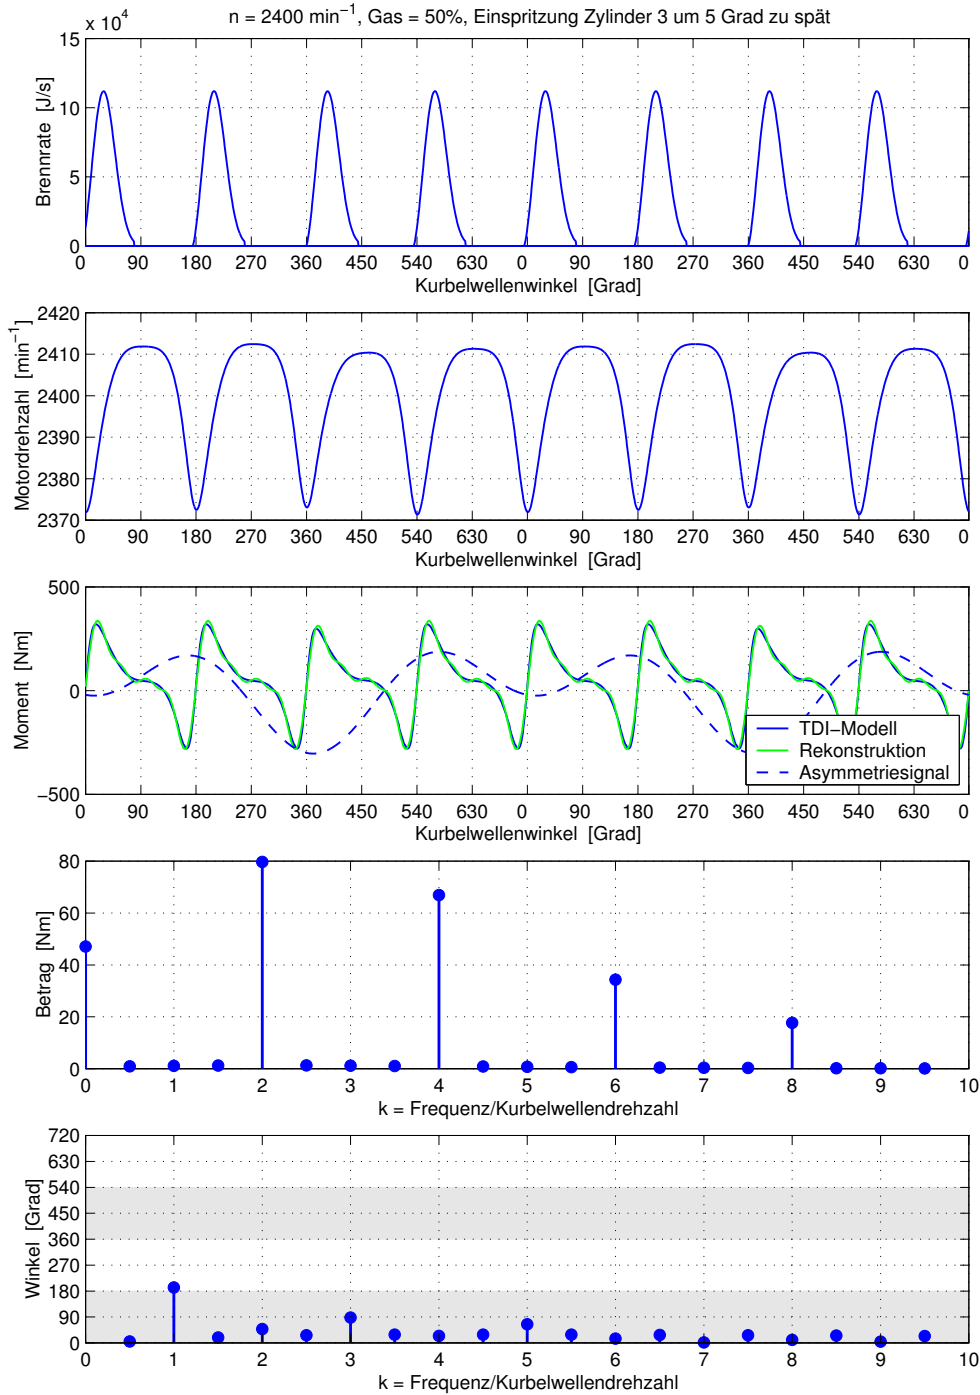 n = 2400 min⁻¹, Gas = 50%, Einspritzung Zylinder 3 um 5 Grad zu spät
x 10⁴
Brennrate [J/s]
15
10
5
0
0 90 180 270 360 450 540 630 0 90 180 270 360 450 540 630 0
Kurbelwellenwinkel [Grad]
Motordrehzahl [min⁻¹]
2420
2410
2400
2390
2380
2370
0 90 180 270 360 450 540 630 0 90 180 270 360 450 540 630 0
Kurbelwellenwinkel [Grad]
Moment [Nm]
500
0
−500
TDI−Modell
Rekonstruktion
Asymmetriesignal
0 90 180 270 360 450 540 630 0 90 180 270 360 450 540 630 0
Kurbelwellenwinkel [Grad]
Betrag [Nm]
80
60
40
20
0
0 1 2 3 4 5 6 7 8 9 10
k = Frequenz/Kurbelwellendrehzahl
Winkel [Grad]
720
630
540
450
360
270
180
90
0
0 1 2 3 4 5 6 7 8 9 10
k = Frequenz/Kurbelwellendrehzahl